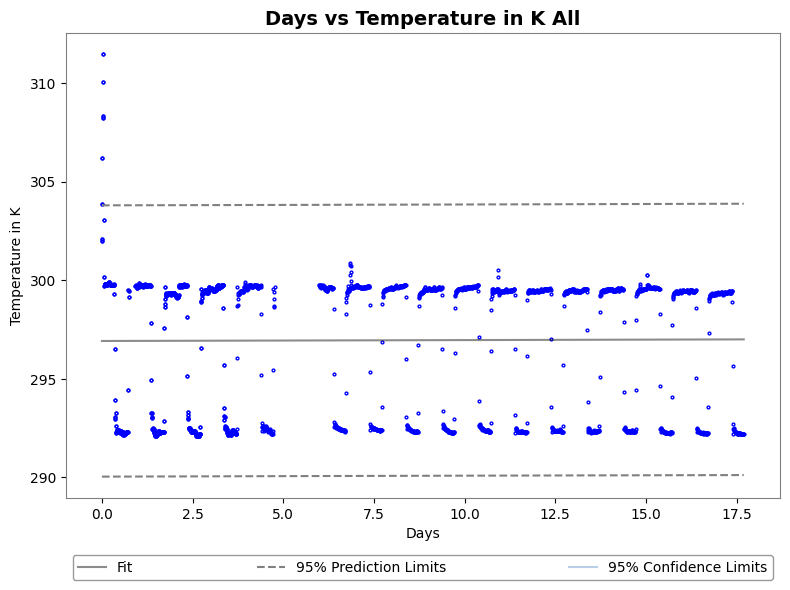 Days vs Temperature in K All
Temperature in K
310
305
300
295
290
0.0 2.5 5.0 7.5 10.0 12.5 15.0 17.5
Days
Fit 95% Prediction Limits 95% Confidence Limits